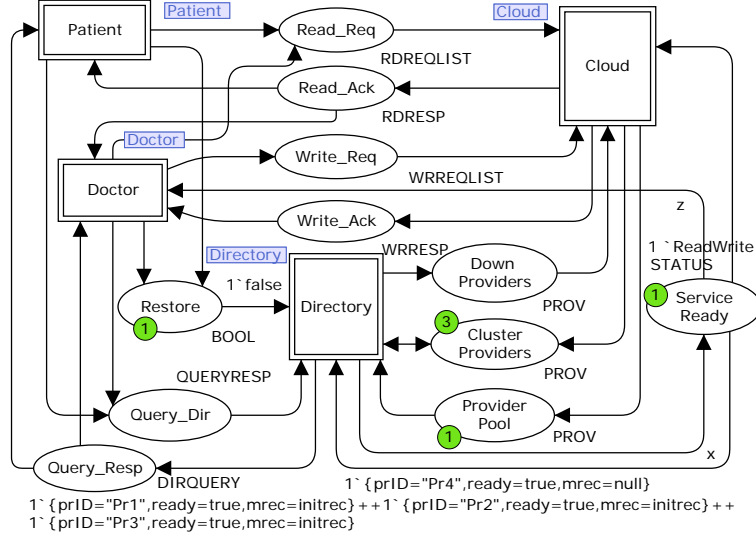 Patient
Cloud
Patient
Read_Req
Cloud
RDREQLIST
Read_Ack
RDRESP
Doctor
Write_Req
WRREQLIST
Doctor
z
Write_Ack
WRRESP
1`ReadWrite
STATUS
Directory
Down
Providers
1`false
1
Service
Ready
Restore
Directory
PROV
1
BOOL
3
Cluster
Providers
PROV
QUERYRESP
Query_Dir
Provider
Pool
1
PROV
x
Query_Resp
DIRQUERY
1`{prID="Pr4",ready=true,mrec=null}
1`{prID="Pr1",ready=true,mrec=initrec}++1`{prID="Pr2",ready=true,mrec=initrec}++
1`{prID="Pr3",ready=true,mrec=initrec}